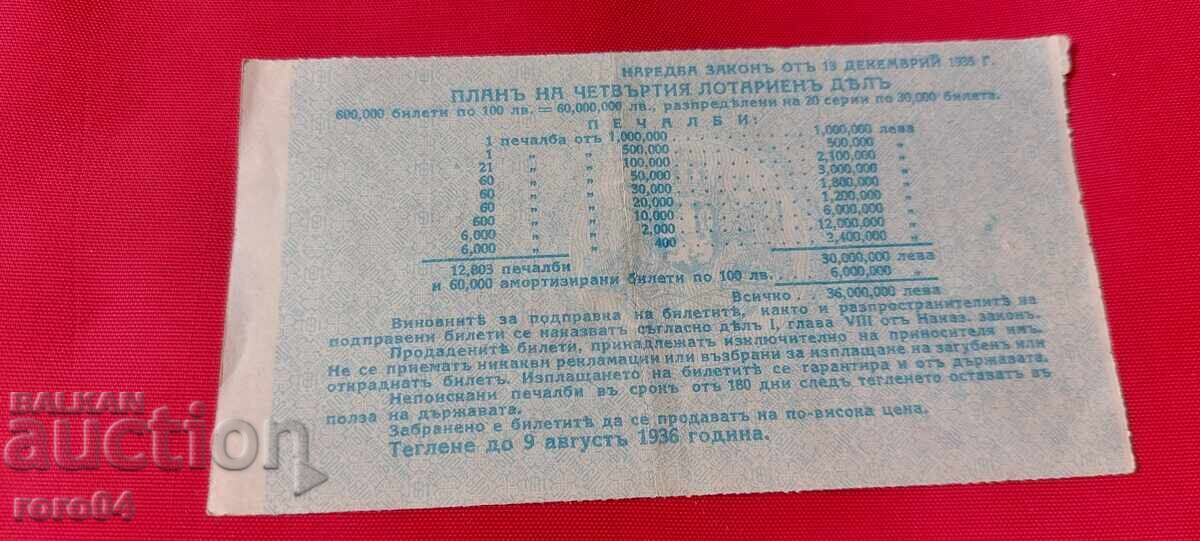 НАРЕДБА ЗАКОНЪ ОТЪ 13 ДЕКЕМВРИЙ 1935 Г.
ПЛАНЪ НА ЧЕТВЪРТИЯ ЛОТАРИЕНЪ ДѢЛЪ
600,000 билети по 100 лв. = 60,000,000 лв., разпредѣлени на 20 серии по 30,000 билета.
ПЕЧАЛБИ:
1 печалба отъ 1,000,000 . . . . . . . . . . 1,000,000 лева
1 „ „ 500,000 . . . . . . . . . . 500,000 „
21 „ „ 100,000 . . . . . . . . . . 2,100,000 „
60 „ „ 50,000 . . . . . . . . . . 3,000,000 „
60 „ „ 30,000 . . . . . . . . . . 1,800,000 „
60 „ „ 20,000 . . . . . . . . . . 1,200,000 „
600 „ „ 10,000 . . . . . . . . . . 6,000,000 „
6,000 „ „ 2,000 . . . . . . . . . . 12,000,000 „
6,000 „ „ 400 . . . . . . . . . . 2,400,000 „
12,803 печалби 30,000,000 лева
и 60,000 амортизирани билети по 100 лв. . . . . 6,000,000 „
Всичко . . 36,000,000 лева
Виновнитѣ за подправка на билетитѣ, както и разпространителитѣ на
подправени билети се наказватъ съгласно дѣлъ I, глава VIII отъ Наказ. законъ.
Продаденитѣ билети, принадлежатъ изключително на приносителя имъ.
Не се приематъ никакви рекламации или възбрани за изплащане на загубенъ или
откраднатъ билетъ. Изплащането на билетитѣ се гарантира и отъ държавата.
Непоискани печалби въ срокъ отъ 180 дни следъ тегленето оставатъ въ
полза на държавата.
Забранено е билетитѣ да се продаватъ на по-висока цена.
Теглене до 9 августъ 1936 година.
BALKAN
auction
roro04